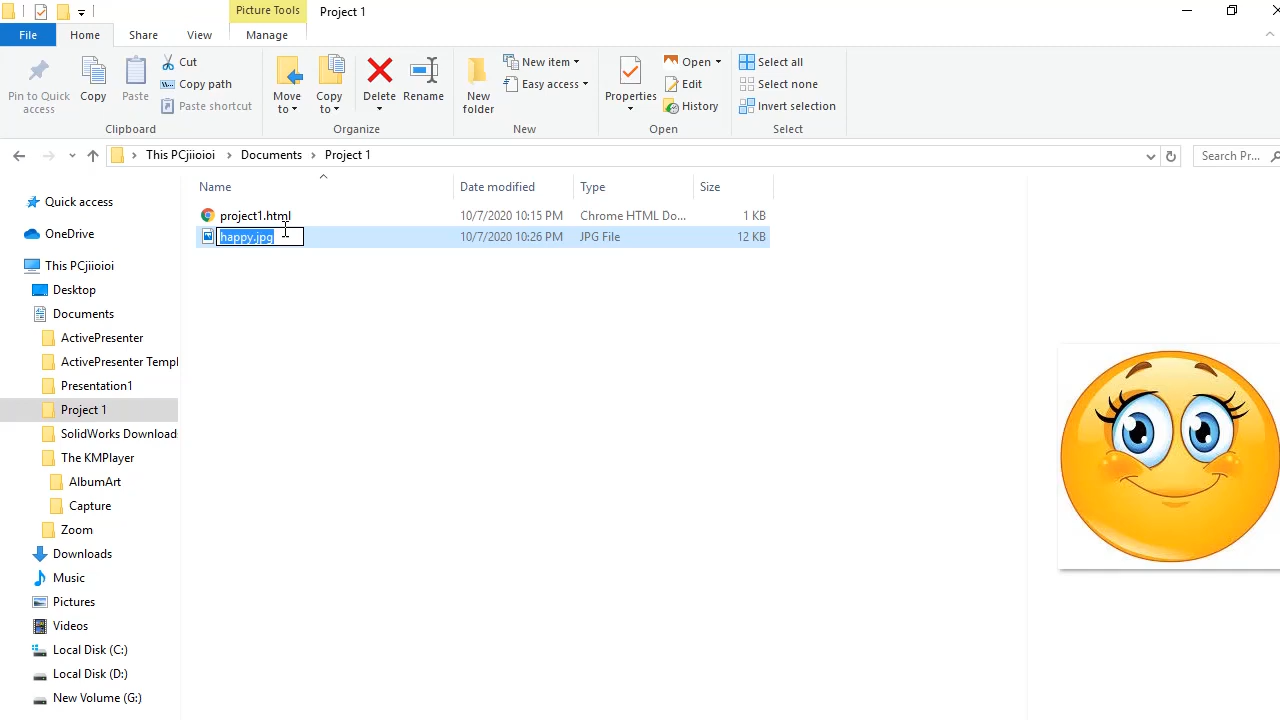 Picture Tools Project 1
File Home Share View Manage
Pin to Quick access
Copy
Paste
Cut
Copy path
Paste shortcut
Clipboard
Move to
Copy to
Delete
Rename
Organize
New folder
New item
Easy access
New
Properties
Open
Edit
History
Open
Select all
Select none
Invert selection
Select
This PCjiioioi Documents Project 1
Search Pr...
Name Date modified Type Size
project1.html 10/7/2020 10:15 PM Chrome HTML Do... 1 KB
happy.jpg 10/7/2020 10:26 PM JPG File 12 KB
Quick access
OneDrive
This PCjiioioi
Desktop
Documents
ActivePresenter
ActivePresenter Templ
Presentation1
Project 1
SolidWorks Download
The KMPlayer
AlbumArt
Capture
Zoom
Downloads
Music
Pictures
Videos
Local Disk (C:)
Local Disk (D:)
New Volume (G:)